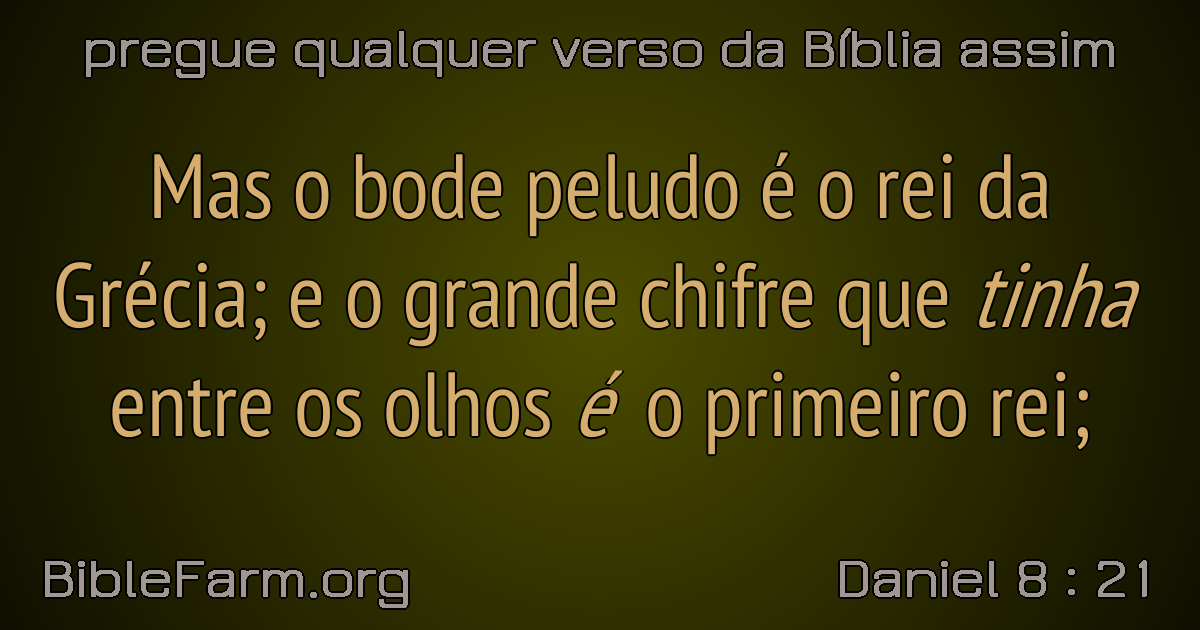 pregue qualquer verso da Bíblia assim
Mas o bode peludo é o rei da
Grécia; e o grande chifre que tinha
entre os olhos é o primeiro rei;
BibleFarm.org
Daniel 8 : 21